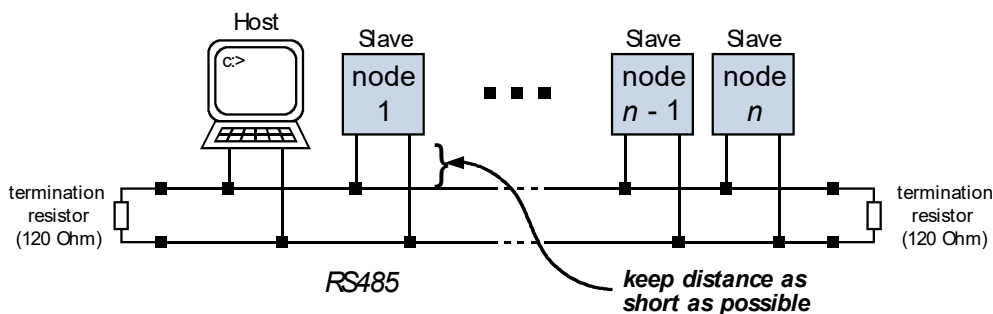 Host
c:>
Slave
node
1
Slave
node
n - 1
Slave
node
n
termination
resistor
(120 Ohm)
termination
resistor
(120 Ohm)
RS485
keep distance as
short as possible